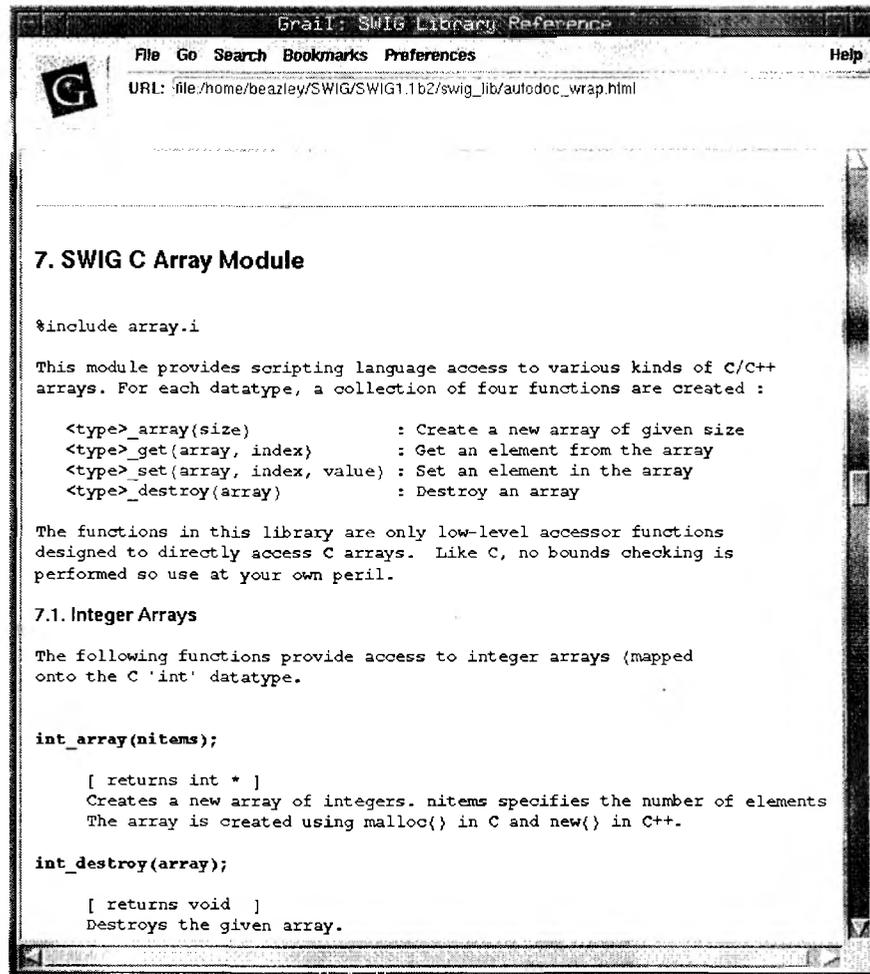 Grail: SWIG Library Reference
File Go Search Bookmarks Preferences Help
G
URL: file:/home/beazley/SWIG/SWIG1.1b2/swig_lib/autodoc_wrap.html
7. SWIG C Array Module
%include array.i
This module provides scripting language access to various kinds of C/C++
arrays. For each datatype, a collection of four functions are created :
<type>_array(size) : Create a new array of given size
<type>_get(array, index) : Get an element from the array
<type>_set(array, index, value) : Set an element in the array
<type>_destroy(array) : Destroy an array
The functions in this library are only low-level accessor functions
designed to directly access C arrays. Like C, no bounds checking is
performed so use at your own peril.
7.1. Integer Arrays
The following functions provide access to integer arrays (mapped
onto the C 'int' datatype.
int_array(nitems);
[ returns int * ]
Creates a new array of integers. nitems specifies the number of elements
The array is created using malloc() in C and new() in C++.
int_destroy(array);
[ returns void ]
Destroys the given array.